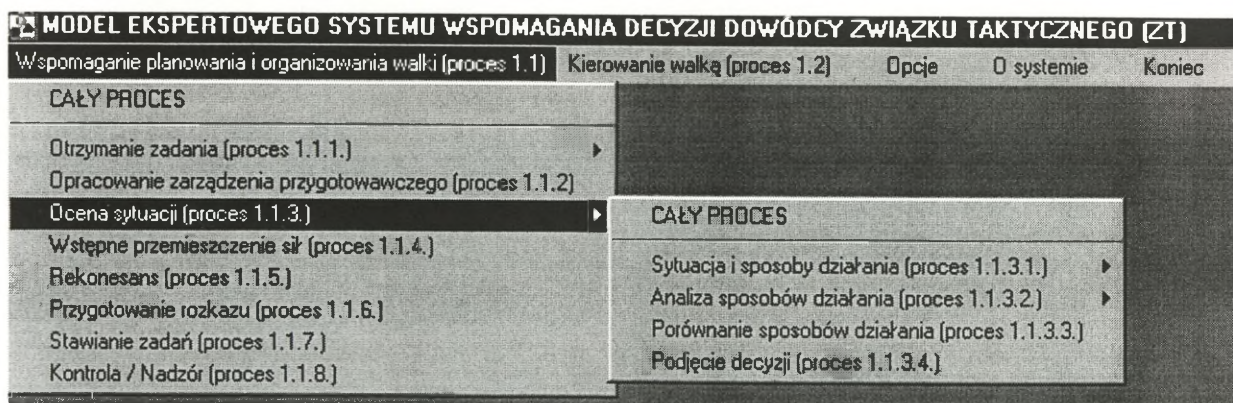 MODEL EKSPERTOWEGO SYSTEMU WSPOMAGANIA DECYZJI DOWÓDCY ZWIĄZKU TAKTYCZNEGO (ZT)
Wspomaganie planowania i organizowania walki (proces 1.1) Kierowanie walką (proces 1.2) Opcje O systemie Koniec
CAŁY PROCES
Otrzymanie zadania (proces 1.1.1.)
Opracowanie zarządzenia przygotowawczego (proces 1.1.2)
Ocena sytuacji (proces 1.1.3.)
Wstępne przemieszczenie sił (proces 1.1.4.)
Rekonesans (proces 1.1.5.)
Przygotowanie rozkazu (proces 1.1.6.)
Stawianie zadań (proces 1.1.7.)
Kontrola / Nadzór (proces 1.1.8.)
CAŁY PROCES
Sytuacja i sposoby działania (proces 1.1.3.1.)
Analiza sposobów działania (proces 1.1.3.2.)
Porównanie sposobów działania (proces 1.1.3.3.)
Podjęcie decyzji (proces 1.1.3.4.)